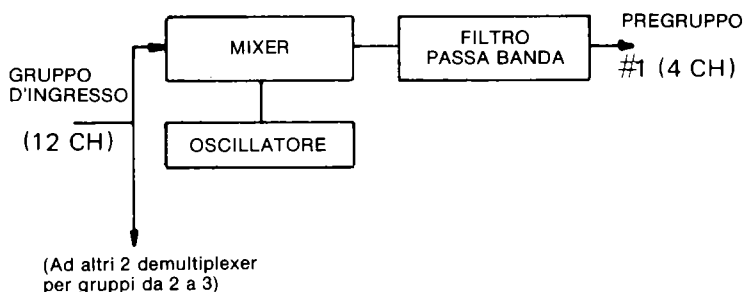 PREGRUPPO
MIXER
FILTRO
PASSA BANDA
#1 (4 CH)
GRUPPO
D'INGRESSO
(12 CH)
OSCILLATORE
(Ad altri 2 demultiplexer
per gruppi da 2 a 3)